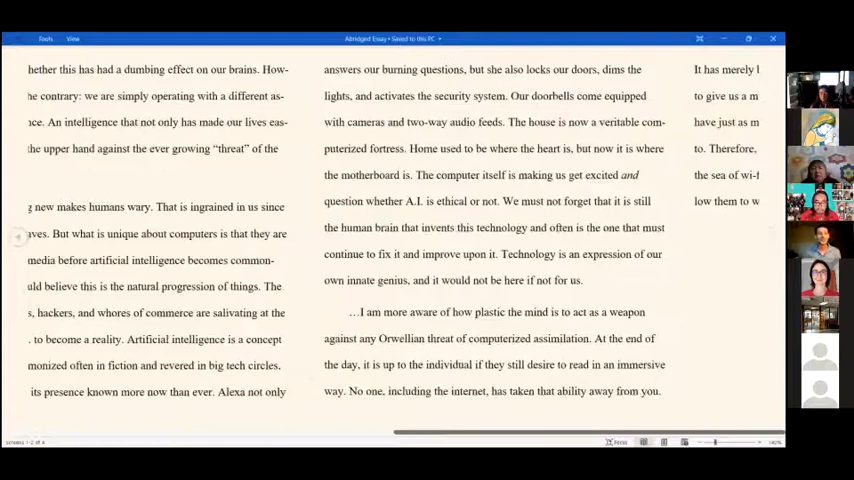 Tools View
Abridged Essay • Saved to this PC
hether this has had a dumbing effect on our brains. How-
he contrary: we are simply operating with a different as-
nce. An intelligence that not only has made our lives eas-
the upper hand against the ever growing “threat” of the
g new makes humans wary. That is ingrained in us since
aves. But what is unique about computers is that they are
media before artificial intelligence becomes common-
uld believe this is the natural progression of things. The
s, hackers, and whores of commerce are salivating at the
. to become a reality. Artificial intelligence is a concept
monized often in fiction and revered in big tech circles.
its presence known more now than ever. Alexa not only
answers our burning questions, but she also locks our doors, dims the
lights, and activates the security system. Our doorbells come equipped
with cameras and two-way audio feeds. The house is now a veritable com-
puterized fortress. Home used to be where the heart is, but now it is where
the motherboard is. The computer itself is making us get excited and
question whether A.I. is ethical or not. We must not forget that it is still
the human brain that invents this technology and often is the one that must
continue to fix it and improve upon it. Technology is an expression of our
own innate genius, and it would not be here if not for us.
…I am more aware of how plastic the mind is to act as a weapon
against any Orwellian threat of computerized assimilation. At the end of
the day, it is up to the individual if they still desire to read in an immersive
way. No one, including the internet, has taken that ability away from you.
It has merely
to give us a m
have just as m
to. Therefore,
the sea of wi-f
low them to w
Screens 1-2 of 4
Focus
140%